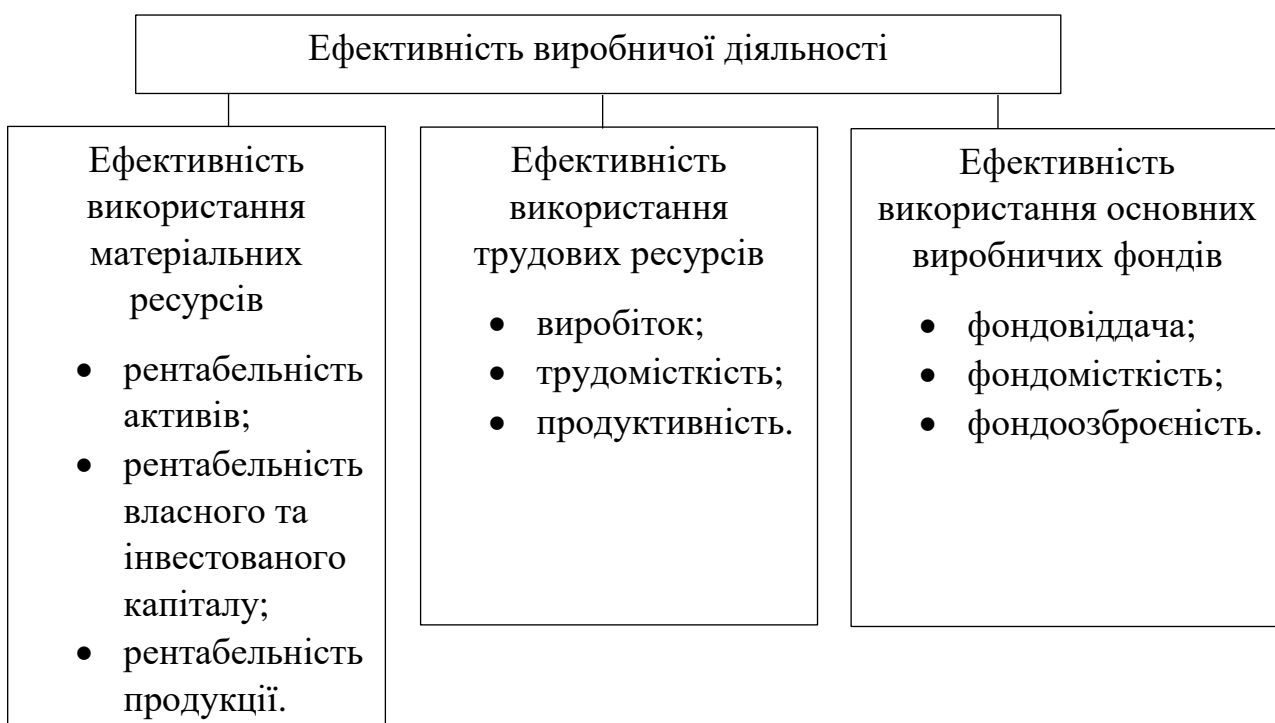 Ефективність виробничої діяльності
Ефективність
використання
матеріальних
ресурсів
• рентабельність
активів;
• рентабельність
власного та
інвестованого
капіталу;
• рентабельність
продукції.
Ефективність
використання
трудових ресурсів
• виробіток;
• трудомісткість;
• продуктивність.
Ефективність
використання основних
виробничих фондів
• фондовіддача;
• фондомісткість;
• фондоозброєність.